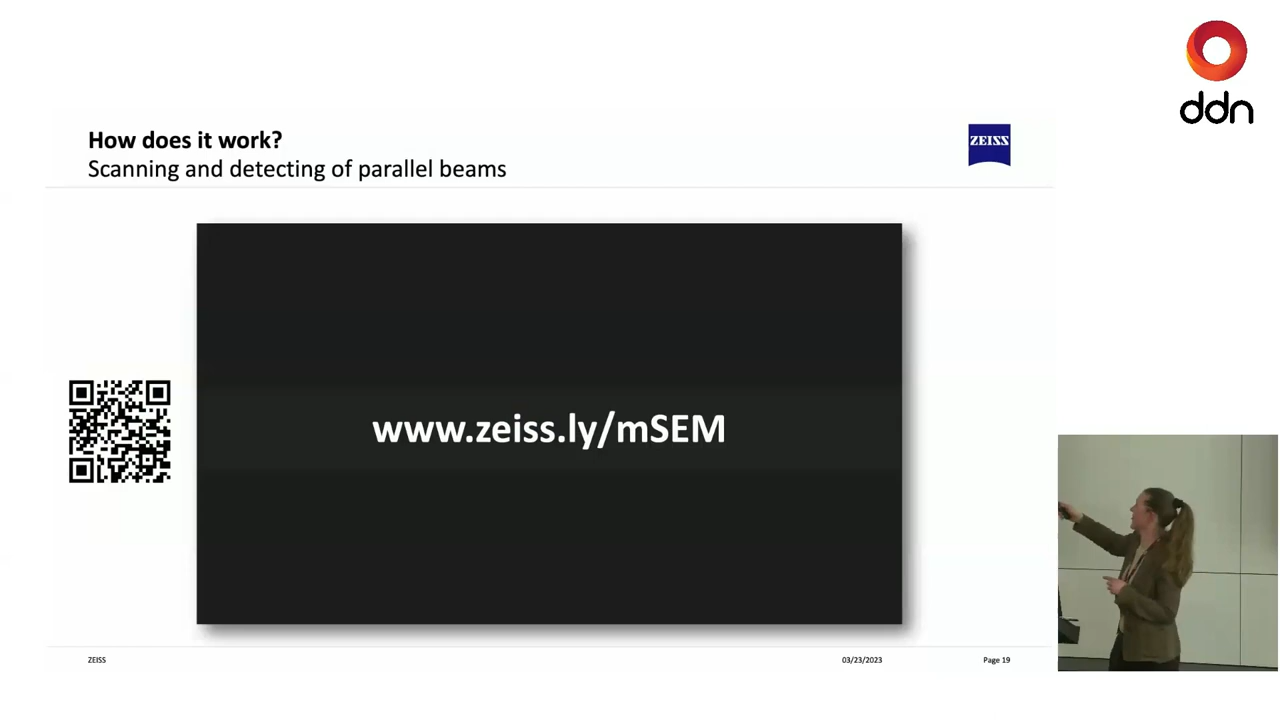 ddn
How does it work?
ZEISS
Scanning and detecting of parallel beams
www.zeiss.ly/mSEM
ZEISS
03/23/2023
Page 19